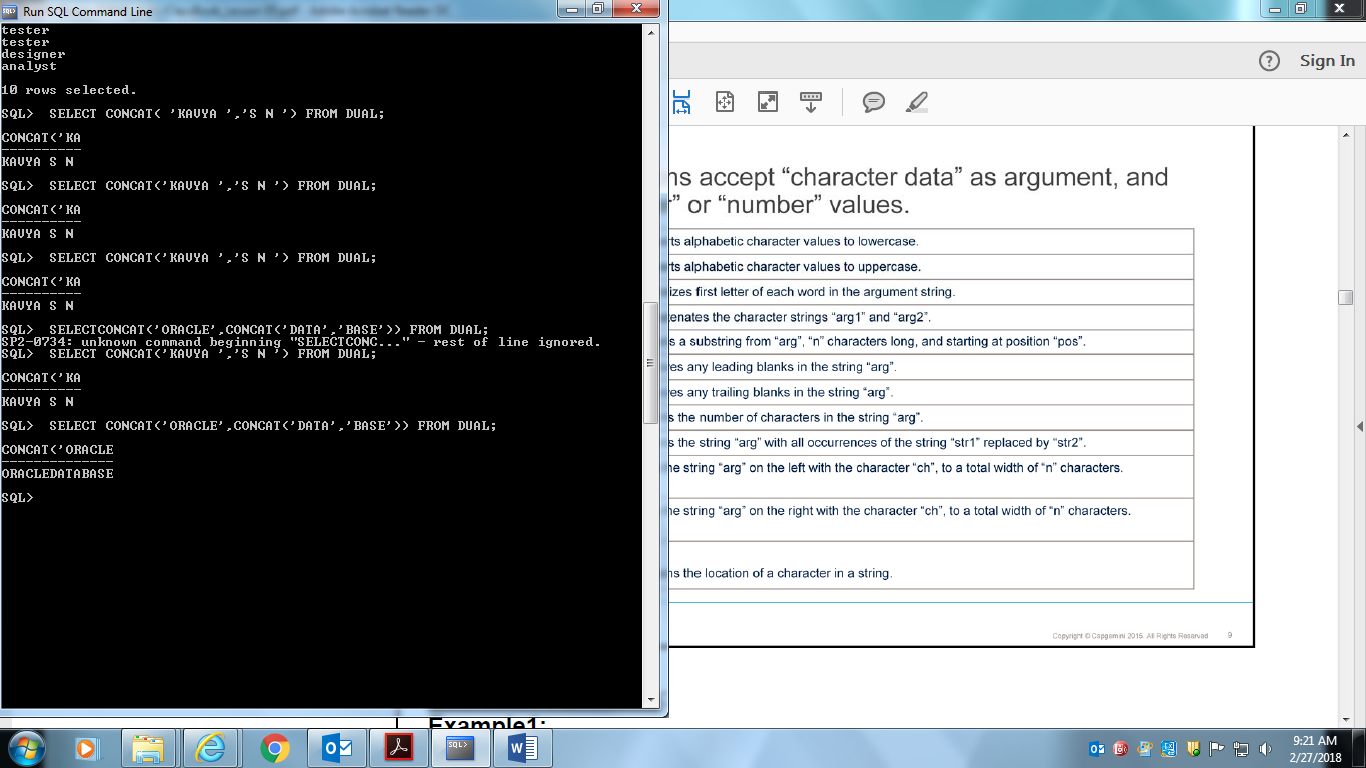 Run SQL Command Line
tester
tester
designer
analyst
10 rows selected.
SQL>  SELECT CONCAT( 'KAVYA ','S N ') FROM DUAL;
CONCAT('KA
----------
KAVYA S N
SQL>  SELECT CONCAT('KAVYA ','S N ') FROM DUAL;
CONCAT('KA
----------
KAVYA S N
SQL>  SELECT CONCAT('KAVYA ','S N ') FROM DUAL;
CONCAT('KA
----------
KAVYA S N
SQL>  SELECTCONCAT('ORACLE',CONCAT('DATA','BASE')) FROM DUAL;
SP2-0734: unknown command beginning "SELECTCONC..." - rest of line ignored.
SQL>  SELECT CONCAT('KAVYA ','S N ') FROM DUAL;
CONCAT('KA
----------
KAVYA S N
SQL>  SELECT CONCAT('ORACLE',CONCAT('DATA','BASE')) FROM DUAL;
CONCAT('ORACLE
--------------
ORACLEDATABASE
SQL>
Sign In
ns accept “character data” as argument, and
” or “number” values.
rts alphabetic character values to lowercase.
rts alphabetic character values to uppercase.
izes first letter of each word in the argument string.
tenates the character strings “arg1” and “arg2”.
s a substring from “arg”, “n” characters long, and starting at position “pos”.
ves any leading blanks in the string “arg”.
ves any trailing blanks in the string “arg”.
s the number of characters in the string “arg”.
s the string “arg” with all occurrences of the string “str1” replaced by “str2”.
he string “arg” on the left with the character “ch”, to a total width of “n” characters.
he string “arg” on the right with the character “ch”, to a total width of “n” characters.
ns the location of a character in a string.
Copyright © Capgemini 2015. All Rights Reserved 9
Example1:
9:21 AM
2/27/2018